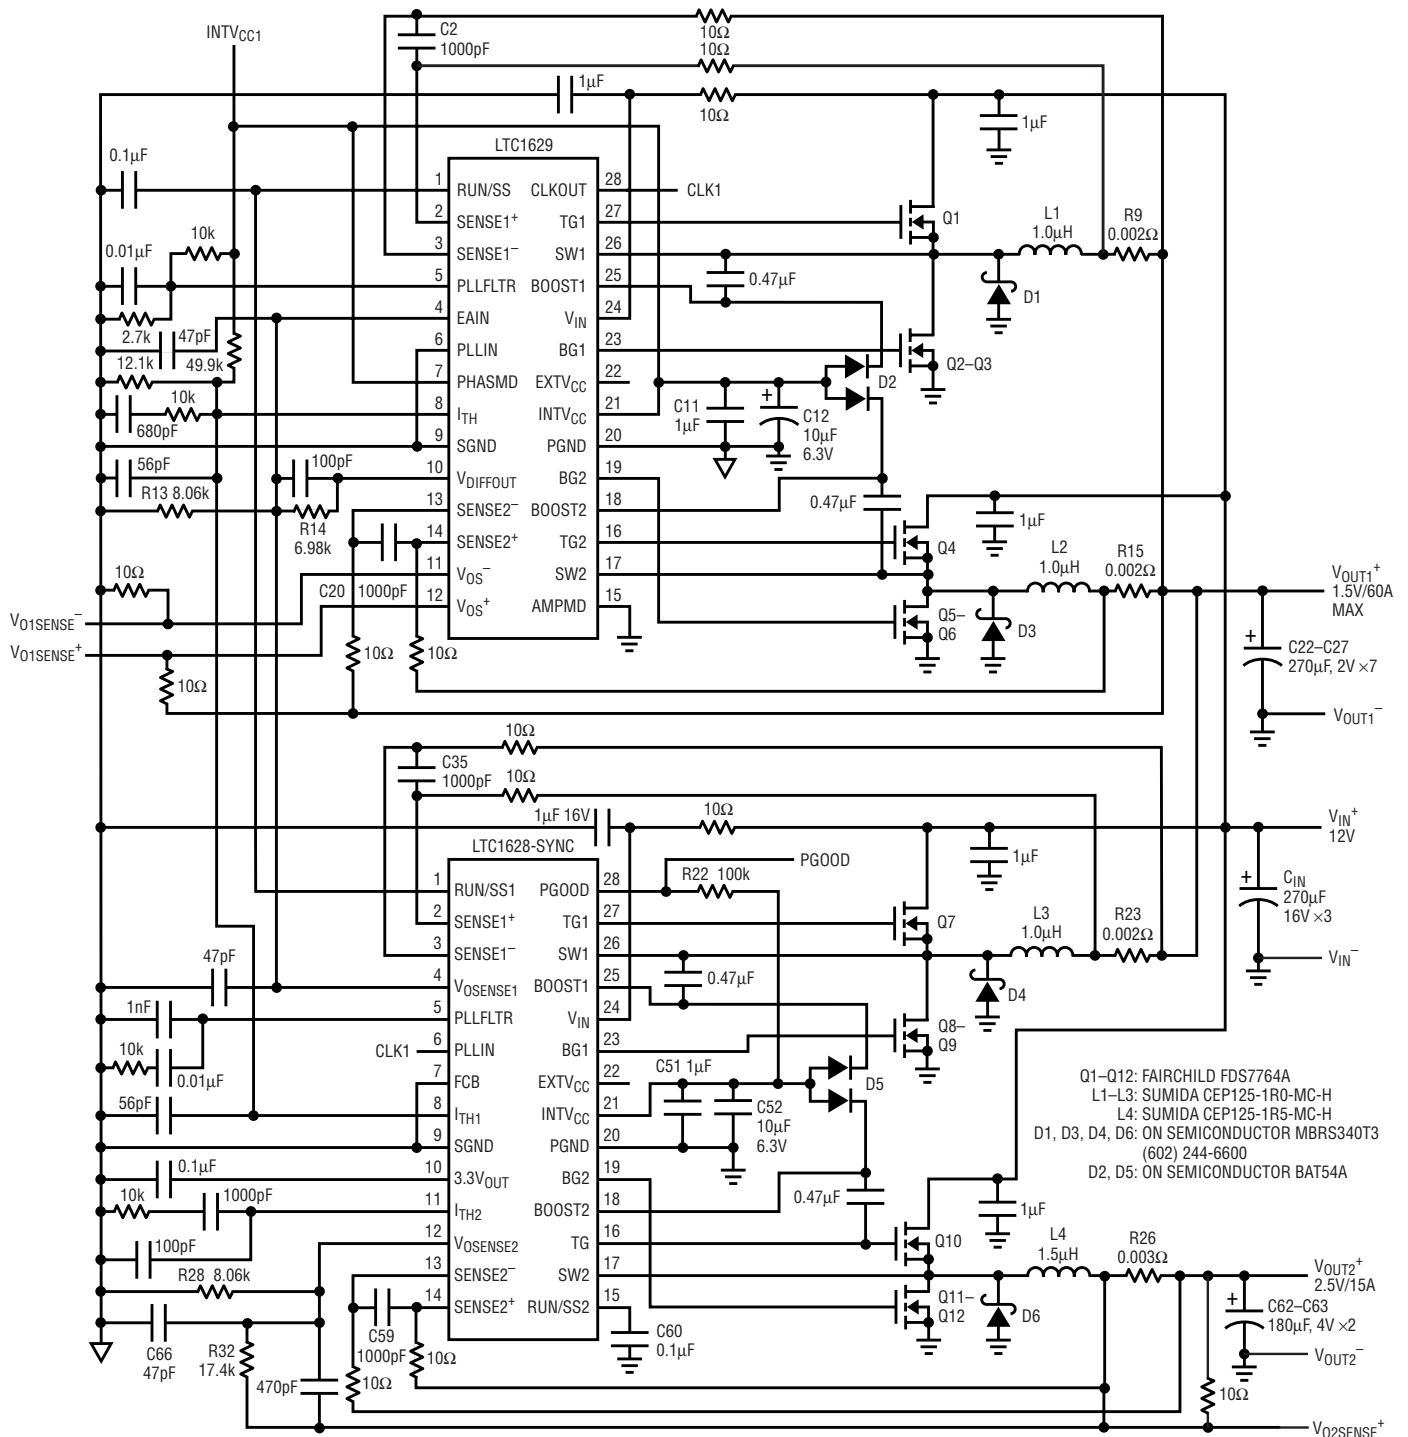 10Ω
C2
1000pF
10Ω
INTVCC1
1µF
10Ω
1µF
LTC1629
0.1µF
1 RUN/SS CLKOUT 28 CLK1
2 SENSE1+ TG1 27 Q1
L1
1.0µH
R9
0.002Ω
10k
3 SENSE1− SW1 26
0.01µF
5 PLLFLTR BOOST1 25
0.47µF
D1
4 EAIN VIN 24
2.7k
47pF
6 PLLIN BG1 23
Q2–Q3
12.1k
49.9k
7 PHASMD EXTVCC 22
D2
10k
680pF
8 ITH INTVCC 21
C11
1µF
+
C12
10µF
6.3V
9 SGND PGND 20
56pF
100pF
10 VDIFFOUT BG2 19
R13 8.06k
R14
6.98k
13 SENSE2− BOOST2 18
0.47µF
1µF
14 SENSE2+ TG2 16
Q4
L2
1.0µH
R15
0.002Ω
10Ω
11 VOS− SW2 17
C20 1000pF
12 VOS+ AMPMD 15
VOUT1+
1.5V/60A
MAX
VO1SENSE−
Q5–
Q6
D3
VO1SENSE+
10Ω
10Ω
10Ω
+
C22–C27
270µF, 2V ×7
VOUT1−
10Ω
C35
1000pF
10Ω
1µF 16V
10Ω
VIN+
12V
1µF
LTC1628-SYNC
PGOOD
R22 100k
+
CIN
270µF
16V ×3
1 RUN/SS1 PGOOD 28
2 SENSE1+ TG1 27
Q7
L3
1.0µH
R23
0.002Ω
3 SENSE1− SW1 26
VIN−
47pF
4 VOSENSE1 BOOST1 25
0.47µF
D4
1nF
5 PLLFLTR VIN 24
10k
0.01µF
CLK1
6 PLLIN BG1 23
Q8–
Q9
7 FCB EXTVCC 22
C51 1µF
D5
56pF
8 ITH1 INTVCC 21
C52
10µF
6.3V
9 SGND PGND 20
Q1–Q12: FAIRCHILD FDS7764A
L1–L3: SUMIDA CEP125-1R0-MC-H
L4: SUMIDA CEP125-1R5-MC-H
D1, D3, D4, D6: ON SEMICONDUCTOR MBRS340T3
(602) 244-6600
D2, D5: ON SEMICONDUCTOR BAT54A
0.1µF
10 3.3VOUT BG2 19
10k
1000pF
11 ITH2 BOOST2 18
0.47µF
1µF
100pF
12 VOSENSE2 TG 16
Q10
L4
1.5µH
R26
0.003Ω
R28 8.06k
13 SENSE2− SW2 17
VOUT2+
2.5V/15A
14 SENSE2+ RUN/SS2 15
Q11–
Q12
D6
+
C62–C63
180µF, 4V ×2
C66
47pF
R32
17.4k
C59
1000pF
10Ω
C60
0.1µF
VOUT2−
470pF
10Ω
10Ω
VO2SENSE+